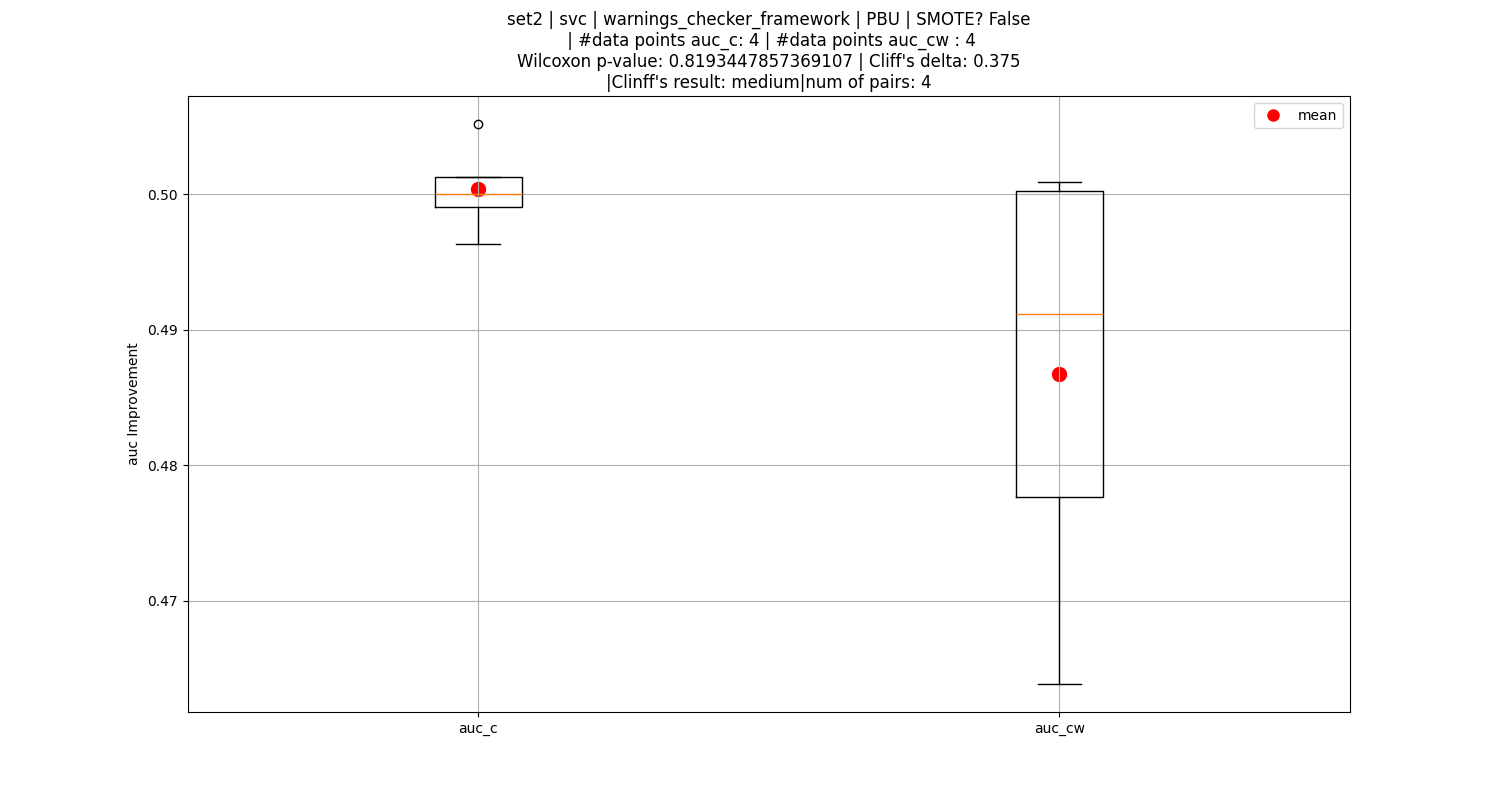 set2 | svc | warnings_checker_framework | PBU | SMOTE? False
| #data points auc_c: 4 | #data points auc_cw : 4
Wilcoxon p-value: 0.8193447857369107 | Cliff's delta: 0.375
|Clinff's result: medium|num of pairs: 4
mean
0.50
0.49
0.48
0.47
auc Improvement
auc_c
auc_cw